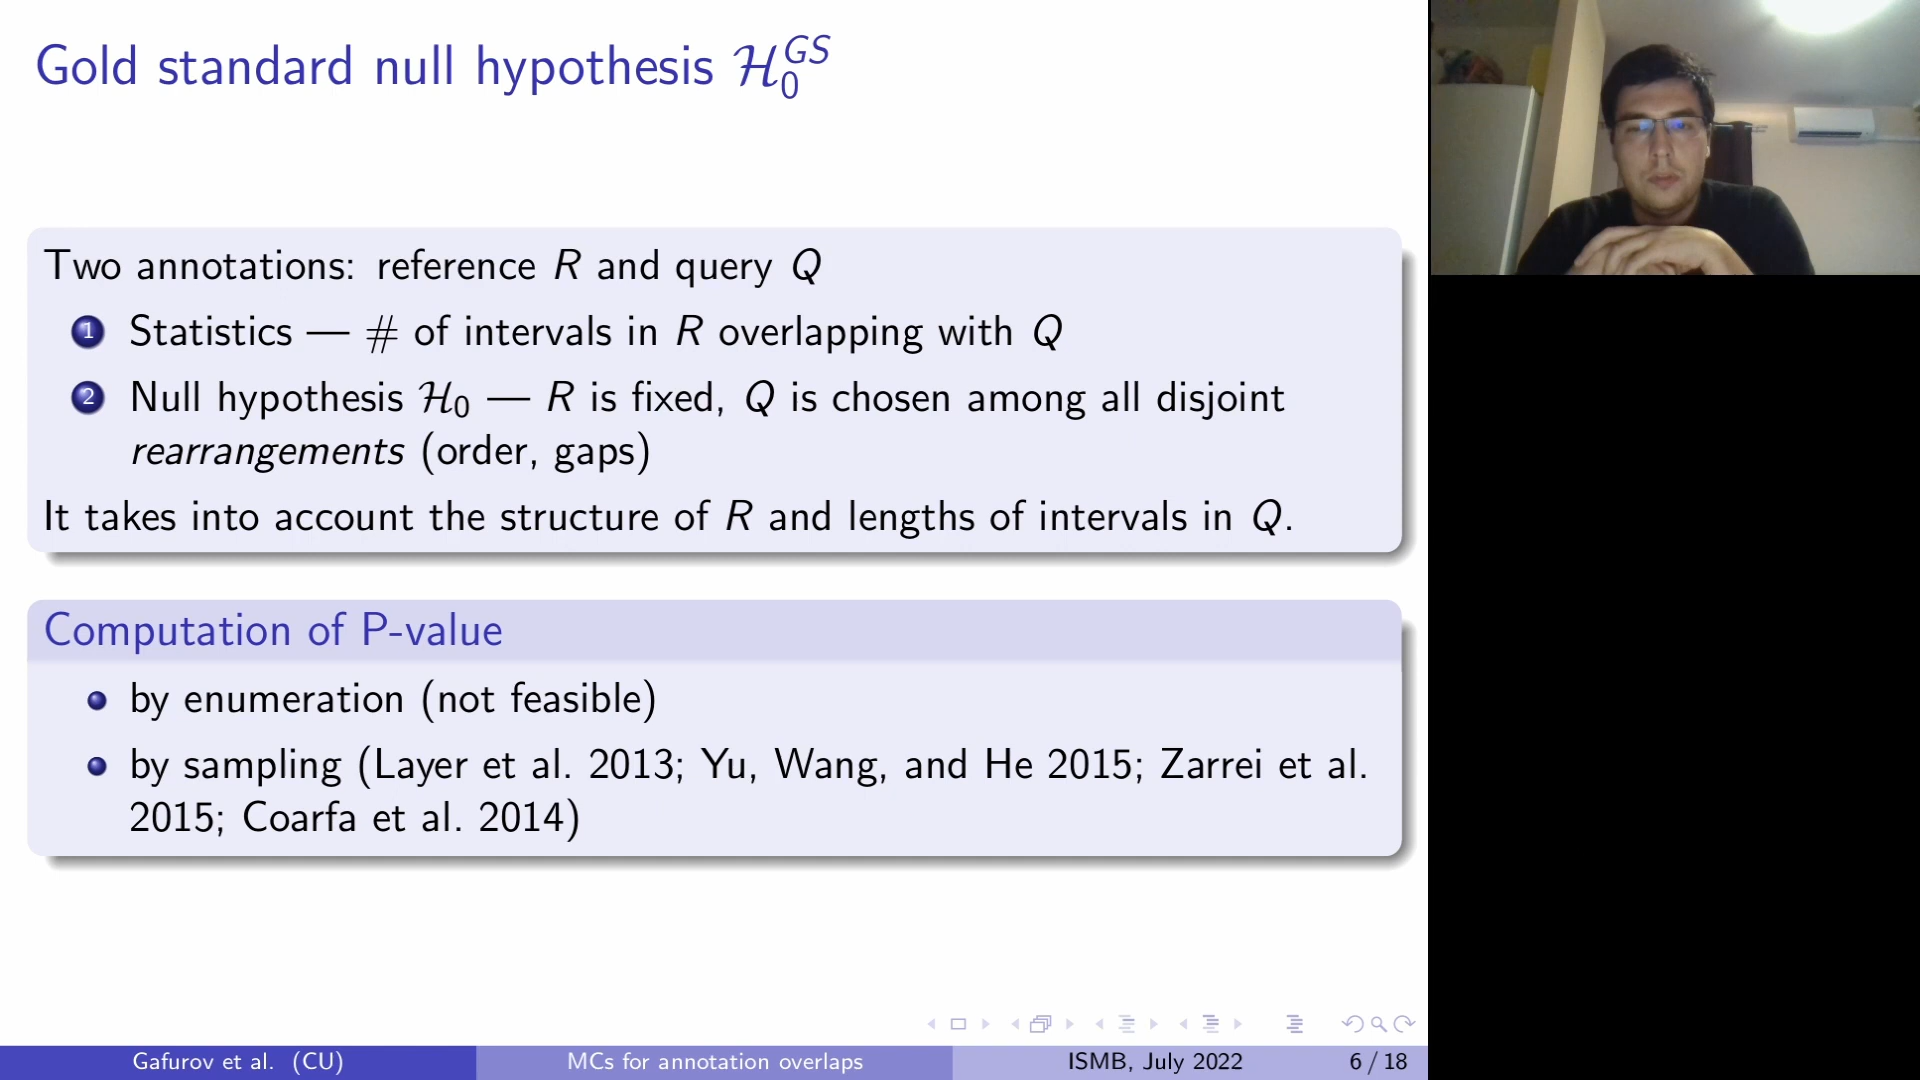 Gold standard null hypothesis ℋ₀ᴳˢ
Two annotations: reference R and query Q
1 Statistics — # of intervals in R overlapping with Q
2 Null hypothesis ℋ₀ — R is fixed, Q is chosen among all disjoint
rearrangements (order, gaps)
It takes into account the structure of R and lengths of intervals in Q.
Computation of P-value
by enumeration (not feasible)
by sampling (Layer et al. 2013; Yu, Wang, and He 2015; Zarrei et al.
2015; Coarfa et al. 2014)
Gafurov et al. (CU) MCs for annotation overlaps ISMB, July 2022 6 / 18